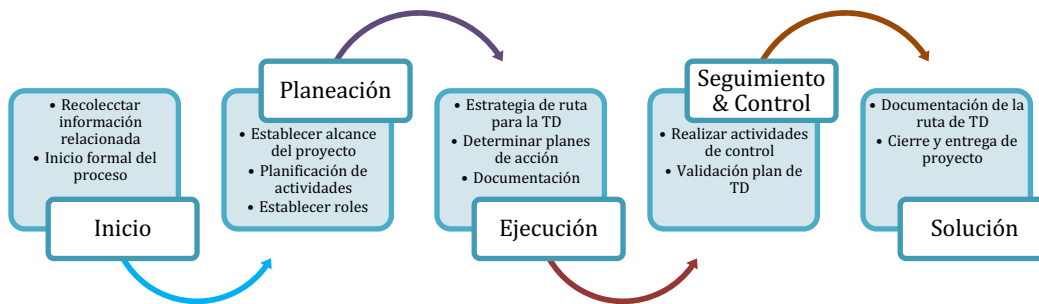 • Recolecctar
información
relacionada
• Inicio formal del
proceso
Inicio
Planeación
• Establecer alcance
del proyecto
• Planificación de
actividades
• Establecer roles
• Estrategia de ruta
para la TD
• Determinar planes
de acción
• Documentación
Ejecución
Seguimiento
& Control
• Realizar actividades
de control
• Validación plan de
TD
• Documentación de la
ruta de TD
• Cierre y entrega de
proyecto
Solución